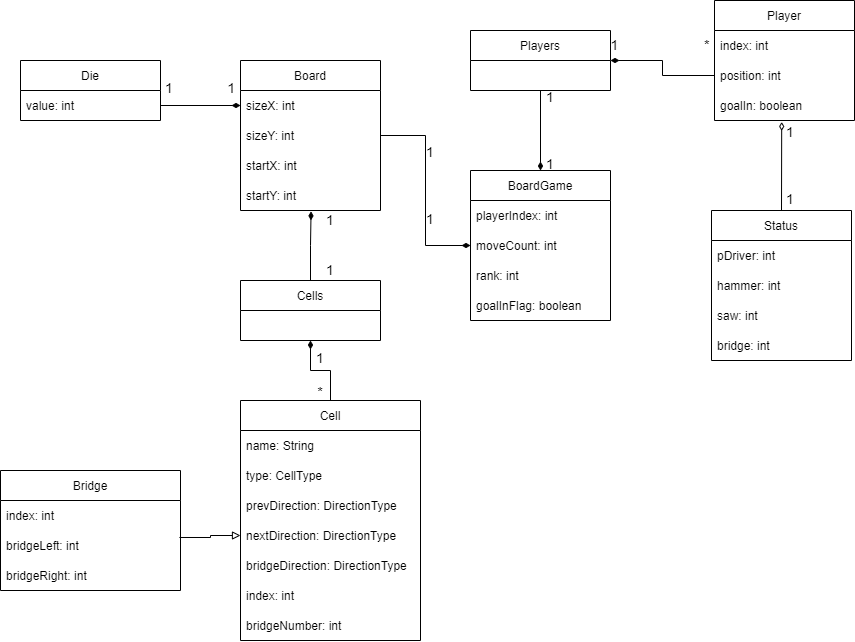 Player
index: int
position: int
goalIn: boolean
Players
1
*
Die
value: int
1
1
Board
sizeX: int
sizeY: int
startX: int
startY: int
1
1
1
1
BoardGame
playerIndex: int
moveCount: int
rank: int
goalInFlag: boolean
1
1
Status
pDriver: int
hammer: int
saw: int
bridge: int
1
1
Cells
1
*
Cell
name: String
type: CellType
prevDirection: DirectionType
nextDirection: DirectionType
bridgeDirection: DirectionType
index: int
bridgeNumber: int
Bridge
index: int
bridgeLeft: int
bridgeRight: int